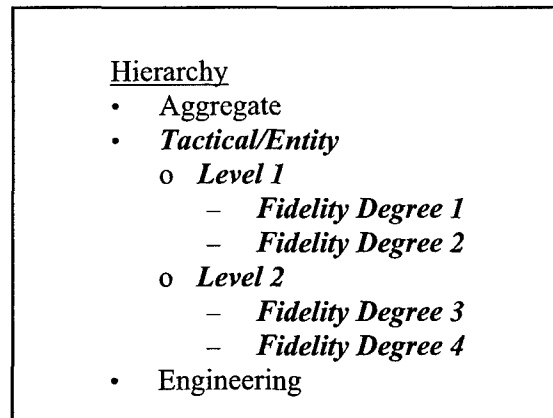 Hierarchy
• Aggregate
• Tactical/Entity
o Level 1
– Fidelity Degree 1
– Fidelity Degree 2
o Level 2
– Fidelity Degree 3
– Fidelity Degree 4
• Engineering